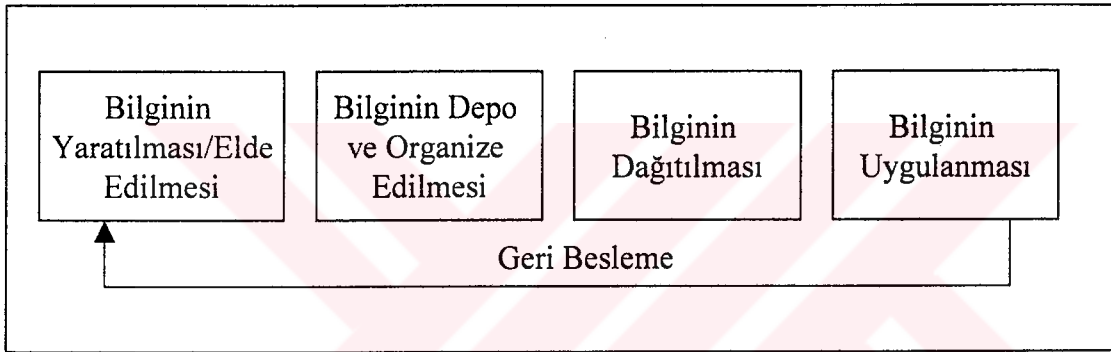 Bilginin
Yaratılması/Elde
Edilmesi
Bilginin Depo
ve Organize
Edilmesi
Bilginin
Dağıtılması
Bilginin
Uygulanması
Geri Besleme